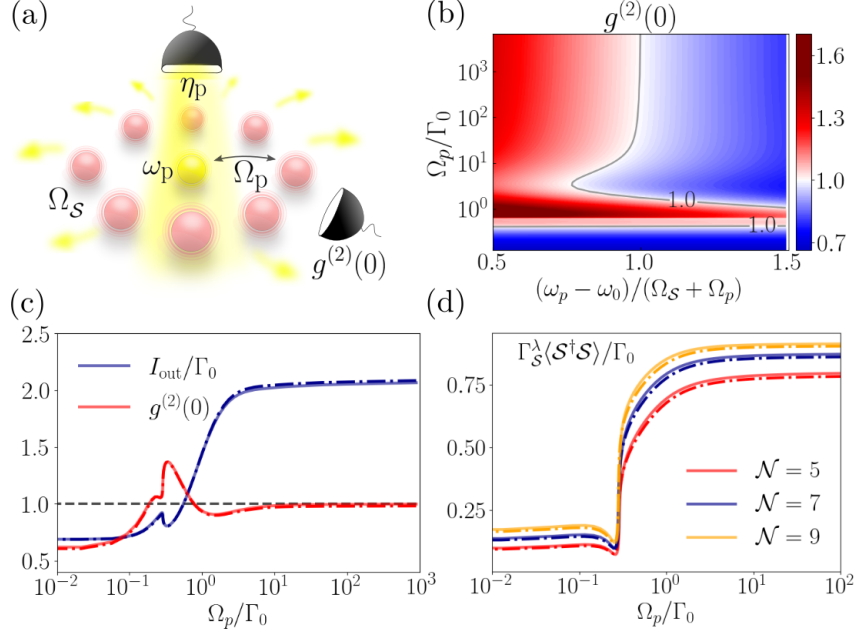 (a)
η_p
ω_p
Ω_p
Ω_𝒮
g^(2)(0)
(b)
g^(2)(0)
Ω_p/Γ_0
10^3
10^2
10^1
10^0
1.0
1.0
0.5
1.0
1.5
(ω_p − ω_0)/(Ω_𝒮 + Ω_p)
1.6
1.3
1.0
0.7
(c)
2.5
2.0
1.5
1.0
0.5
I_out/Γ_0
g^(2)(0)
10^−2
10^−1
10^0
10^1
10^2
10^3
Ω_p/Γ_0
(d)
Γ_𝒮^λ⟨𝒮^†𝒮⟩/Γ_0
0.75
0.50
0.25
𝒩 = 5
𝒩 = 7
𝒩 = 9
10^−2
10^−1
10^0
10^1
10^2
Ω_p/Γ_0